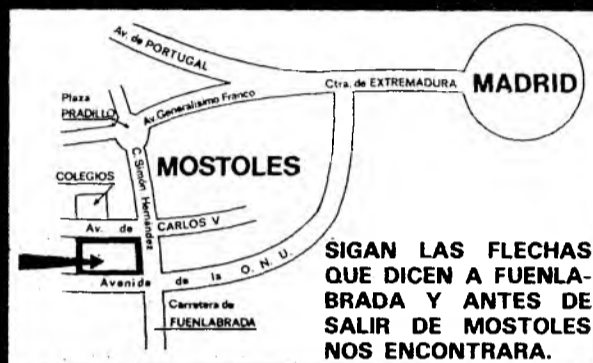 Av. de PORTUGAL
Plaza
PRADILLO
Av. Generalisimo Franco
Ctra. de EXTREMADURA
MADRID
C. Simón Hernández
MOSTOLES
COLEGIOS
Av. de CARLOS V
Avenida de la O. N. U.
Carretera de
FUENLABRADA
SIGAN LAS FLECHAS
QUE DICEN A FUENLA-
BRADA Y ANTES DE
SALIR DE MOSTOLES
NOS ENCONTRARA.